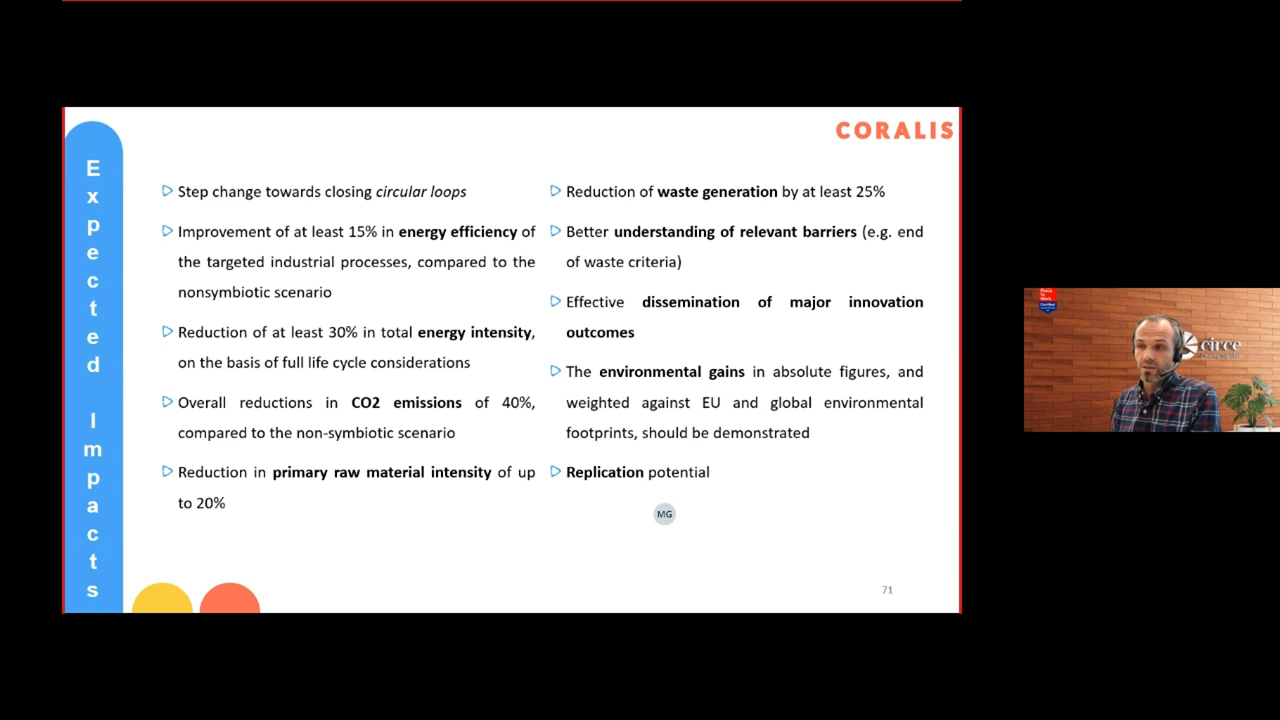 CORALIS
Expected
Impacts
Step change towards closing circular loops
Improvement of at least 15% in energy efficiency of
the targeted industrial processes, compared to the
nonsymbiotic scenario
Reduction of at least 30% in total energy intensity,
on the basis of full life cycle considerations
Overall reductions in CO2 emissions of 40%,
compared to the non-symbiotic scenario
Reduction in primary raw material intensity of up
to 20%
Reduction of waste generation by at least 25%
Better understanding of relevant barriers (e.g. end
of waste criteria)
Effective dissemination of major innovation
outcomes
The environmental gains in absolute figures, and
weighted against EU and global environmental
footprints, should be demonstrated
Replication potential
MG
71
circe